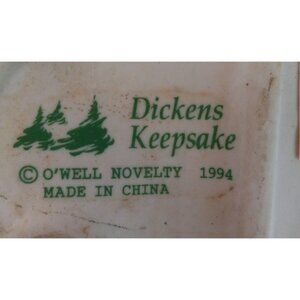 Dickens
Keepsake
© O'WELL NOVELTY 1994
MADE IN CHINA